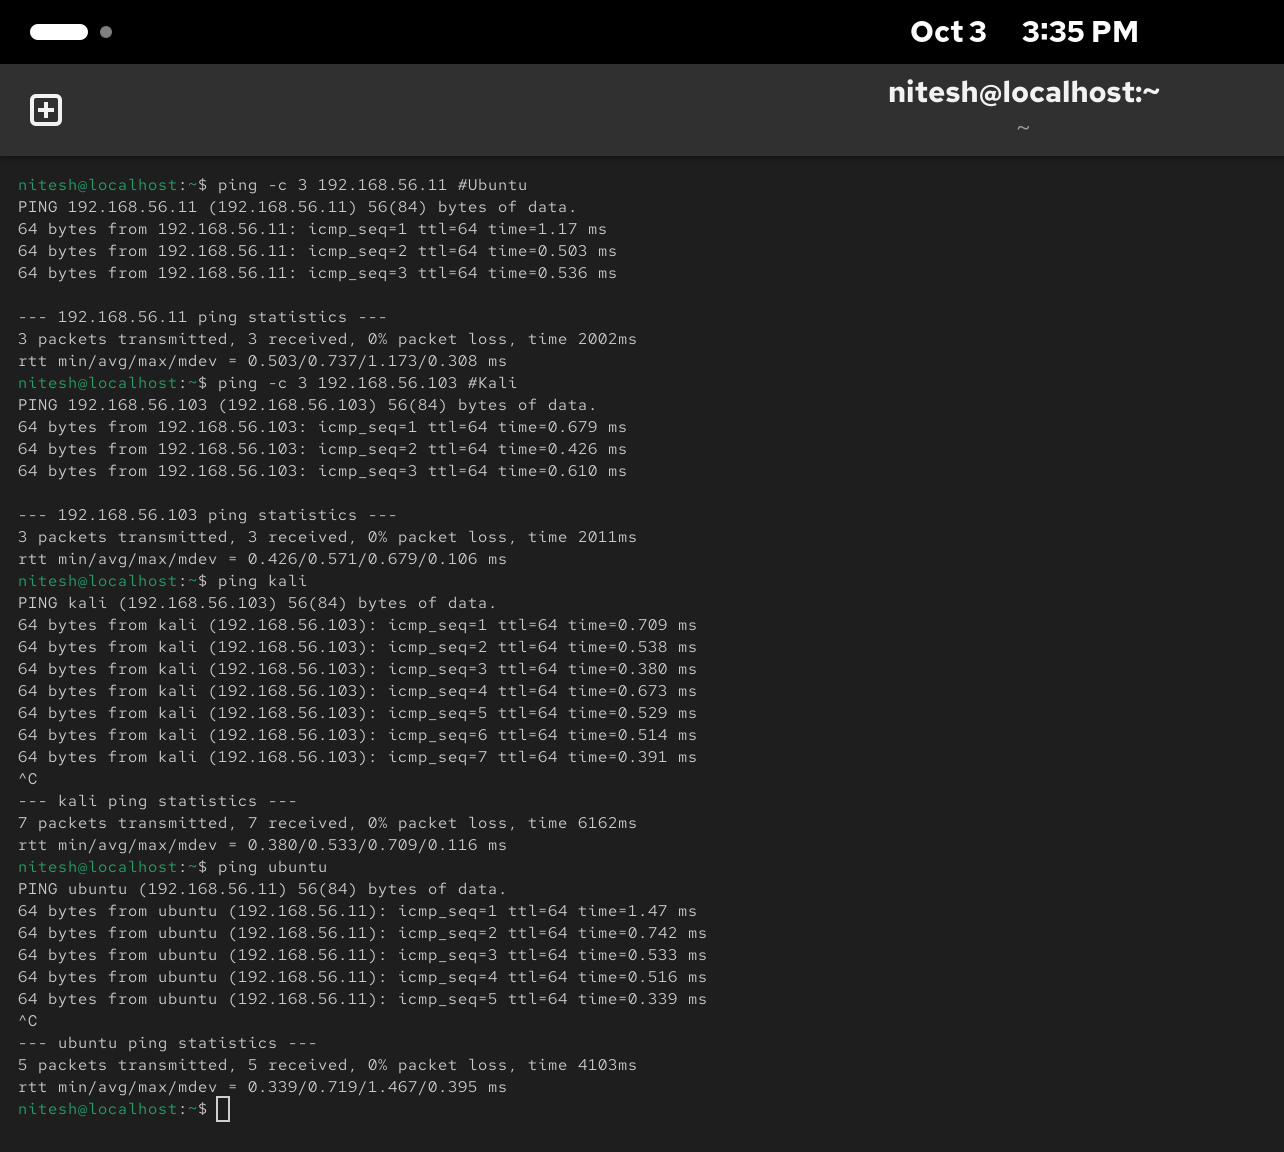 Oct 3 3:35 PM
nitesh@localhost:~
~
nitesh@localhost:~$ ping -c 3 192.168.56.11 #Ubuntu
PING 192.168.56.11 (192.168.56.11) 56(84) bytes of data.
64 bytes from 192.168.56.11: icmp_seq=1 ttl=64 time=1.17 ms
64 bytes from 192.168.56.11: icmp_seq=2 ttl=64 time=0.503 ms
64 bytes from 192.168.56.11: icmp_seq=3 ttl=64 time=0.536 ms

--- 192.168.56.11 ping statistics ---
3 packets transmitted, 3 received, 0% packet loss, time 2002ms
rtt min/avg/max/mdev = 0.503/0.737/1.173/0.308 ms
nitesh@localhost:~$ ping -c 3 192.168.56.103 #Kali
PING 192.168.56.103 (192.168.56.103) 56(84) bytes of data.
64 bytes from 192.168.56.103: icmp_seq=1 ttl=64 time=0.679 ms
64 bytes from 192.168.56.103: icmp_seq=2 ttl=64 time=0.426 ms
64 bytes from 192.168.56.103: icmp_seq=3 ttl=64 time=0.610 ms

--- 192.168.56.103 ping statistics ---
3 packets transmitted, 3 received, 0% packet loss, time 2011ms
rtt min/avg/max/mdev = 0.426/0.571/0.679/0.106 ms
nitesh@localhost:~$ ping kali
PING kali (192.168.56.103) 56(84) bytes of data.
64 bytes from kali (192.168.56.103): icmp_seq=1 ttl=64 time=0.709 ms
64 bytes from kali (192.168.56.103): icmp_seq=2 ttl=64 time=0.538 ms
64 bytes from kali (192.168.56.103): icmp_seq=3 ttl=64 time=0.380 ms
64 bytes from kali (192.168.56.103): icmp_seq=4 ttl=64 time=0.673 ms
64 bytes from kali (192.168.56.103): icmp_seq=5 ttl=64 time=0.529 ms
64 bytes from kali (192.168.56.103): icmp_seq=6 ttl=64 time=0.514 ms
64 bytes from kali (192.168.56.103): icmp_seq=7 ttl=64 time=0.391 ms
^C
--- kali ping statistics ---
7 packets transmitted, 7 received, 0% packet loss, time 6162ms
rtt min/avg/max/mdev = 0.380/0.533/0.709/0.116 ms
nitesh@localhost:~$ ping ubuntu
PING ubuntu (192.168.56.11) 56(84) bytes of data.
64 bytes from ubuntu (192.168.56.11): icmp_seq=1 ttl=64 time=1.47 ms
64 bytes from ubuntu (192.168.56.11): icmp_seq=2 ttl=64 time=0.742 ms
64 bytes from ubuntu (192.168.56.11): icmp_seq=3 ttl=64 time=0.533 ms
64 bytes from ubuntu (192.168.56.11): icmp_seq=4 ttl=64 time=0.516 ms
64 bytes from ubuntu (192.168.56.11): icmp_seq=5 ttl=64 time=0.339 ms
^C
--- ubuntu ping statistics ---
5 packets transmitted, 5 received, 0% packet loss, time 4103ms
rtt min/avg/max/mdev = 0.339/0.719/1.467/0.395 ms
nitesh@localhost:~$